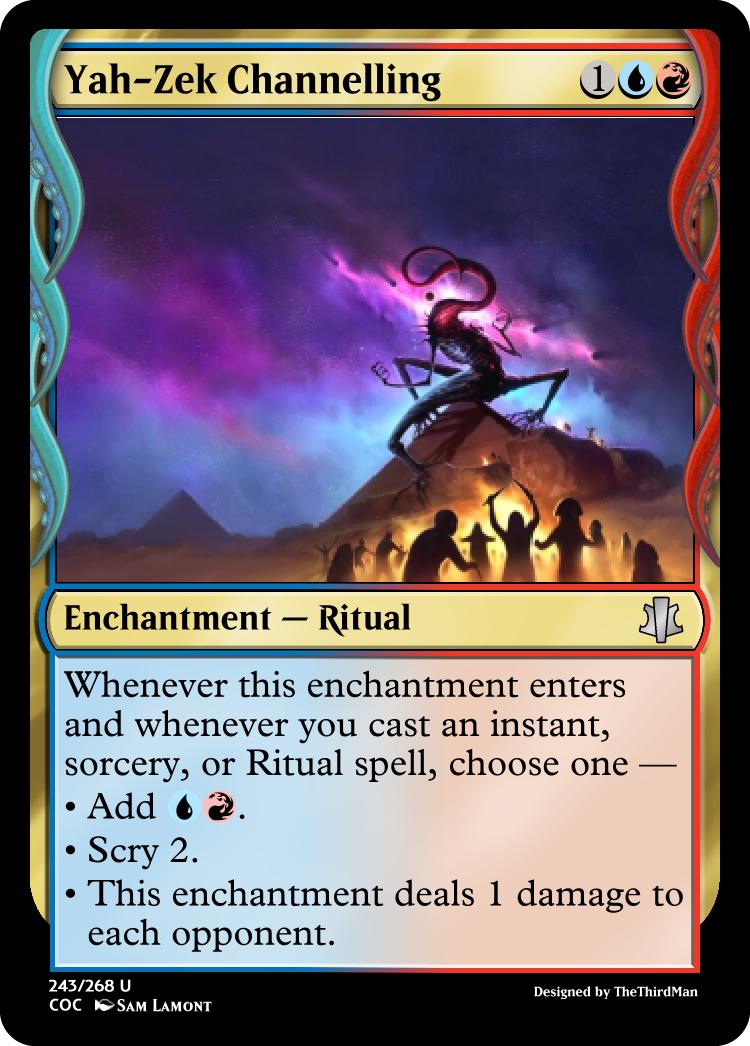 Yah-Zek Channelling 1
Enchantment — Ritual
Whenever this enchantment enters
and whenever you cast an instant,
sorcery, or Ritual spell, choose one —
• Add .
• Scry 2.
• This enchantment deals 1 damage to
each opponent.
243/268 U
COC Sam Lamont
Designed by TheThirdMan